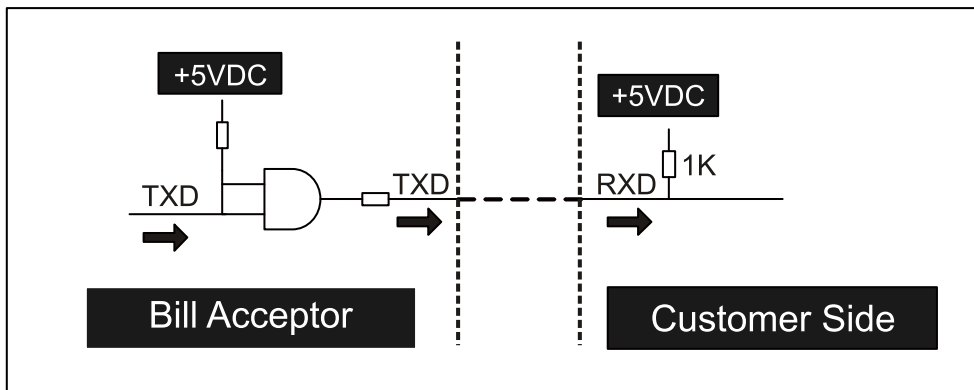 +5VDC
+5VDC
1K
TXD
TXD
RXD
Bill Acceptor
Customer Side